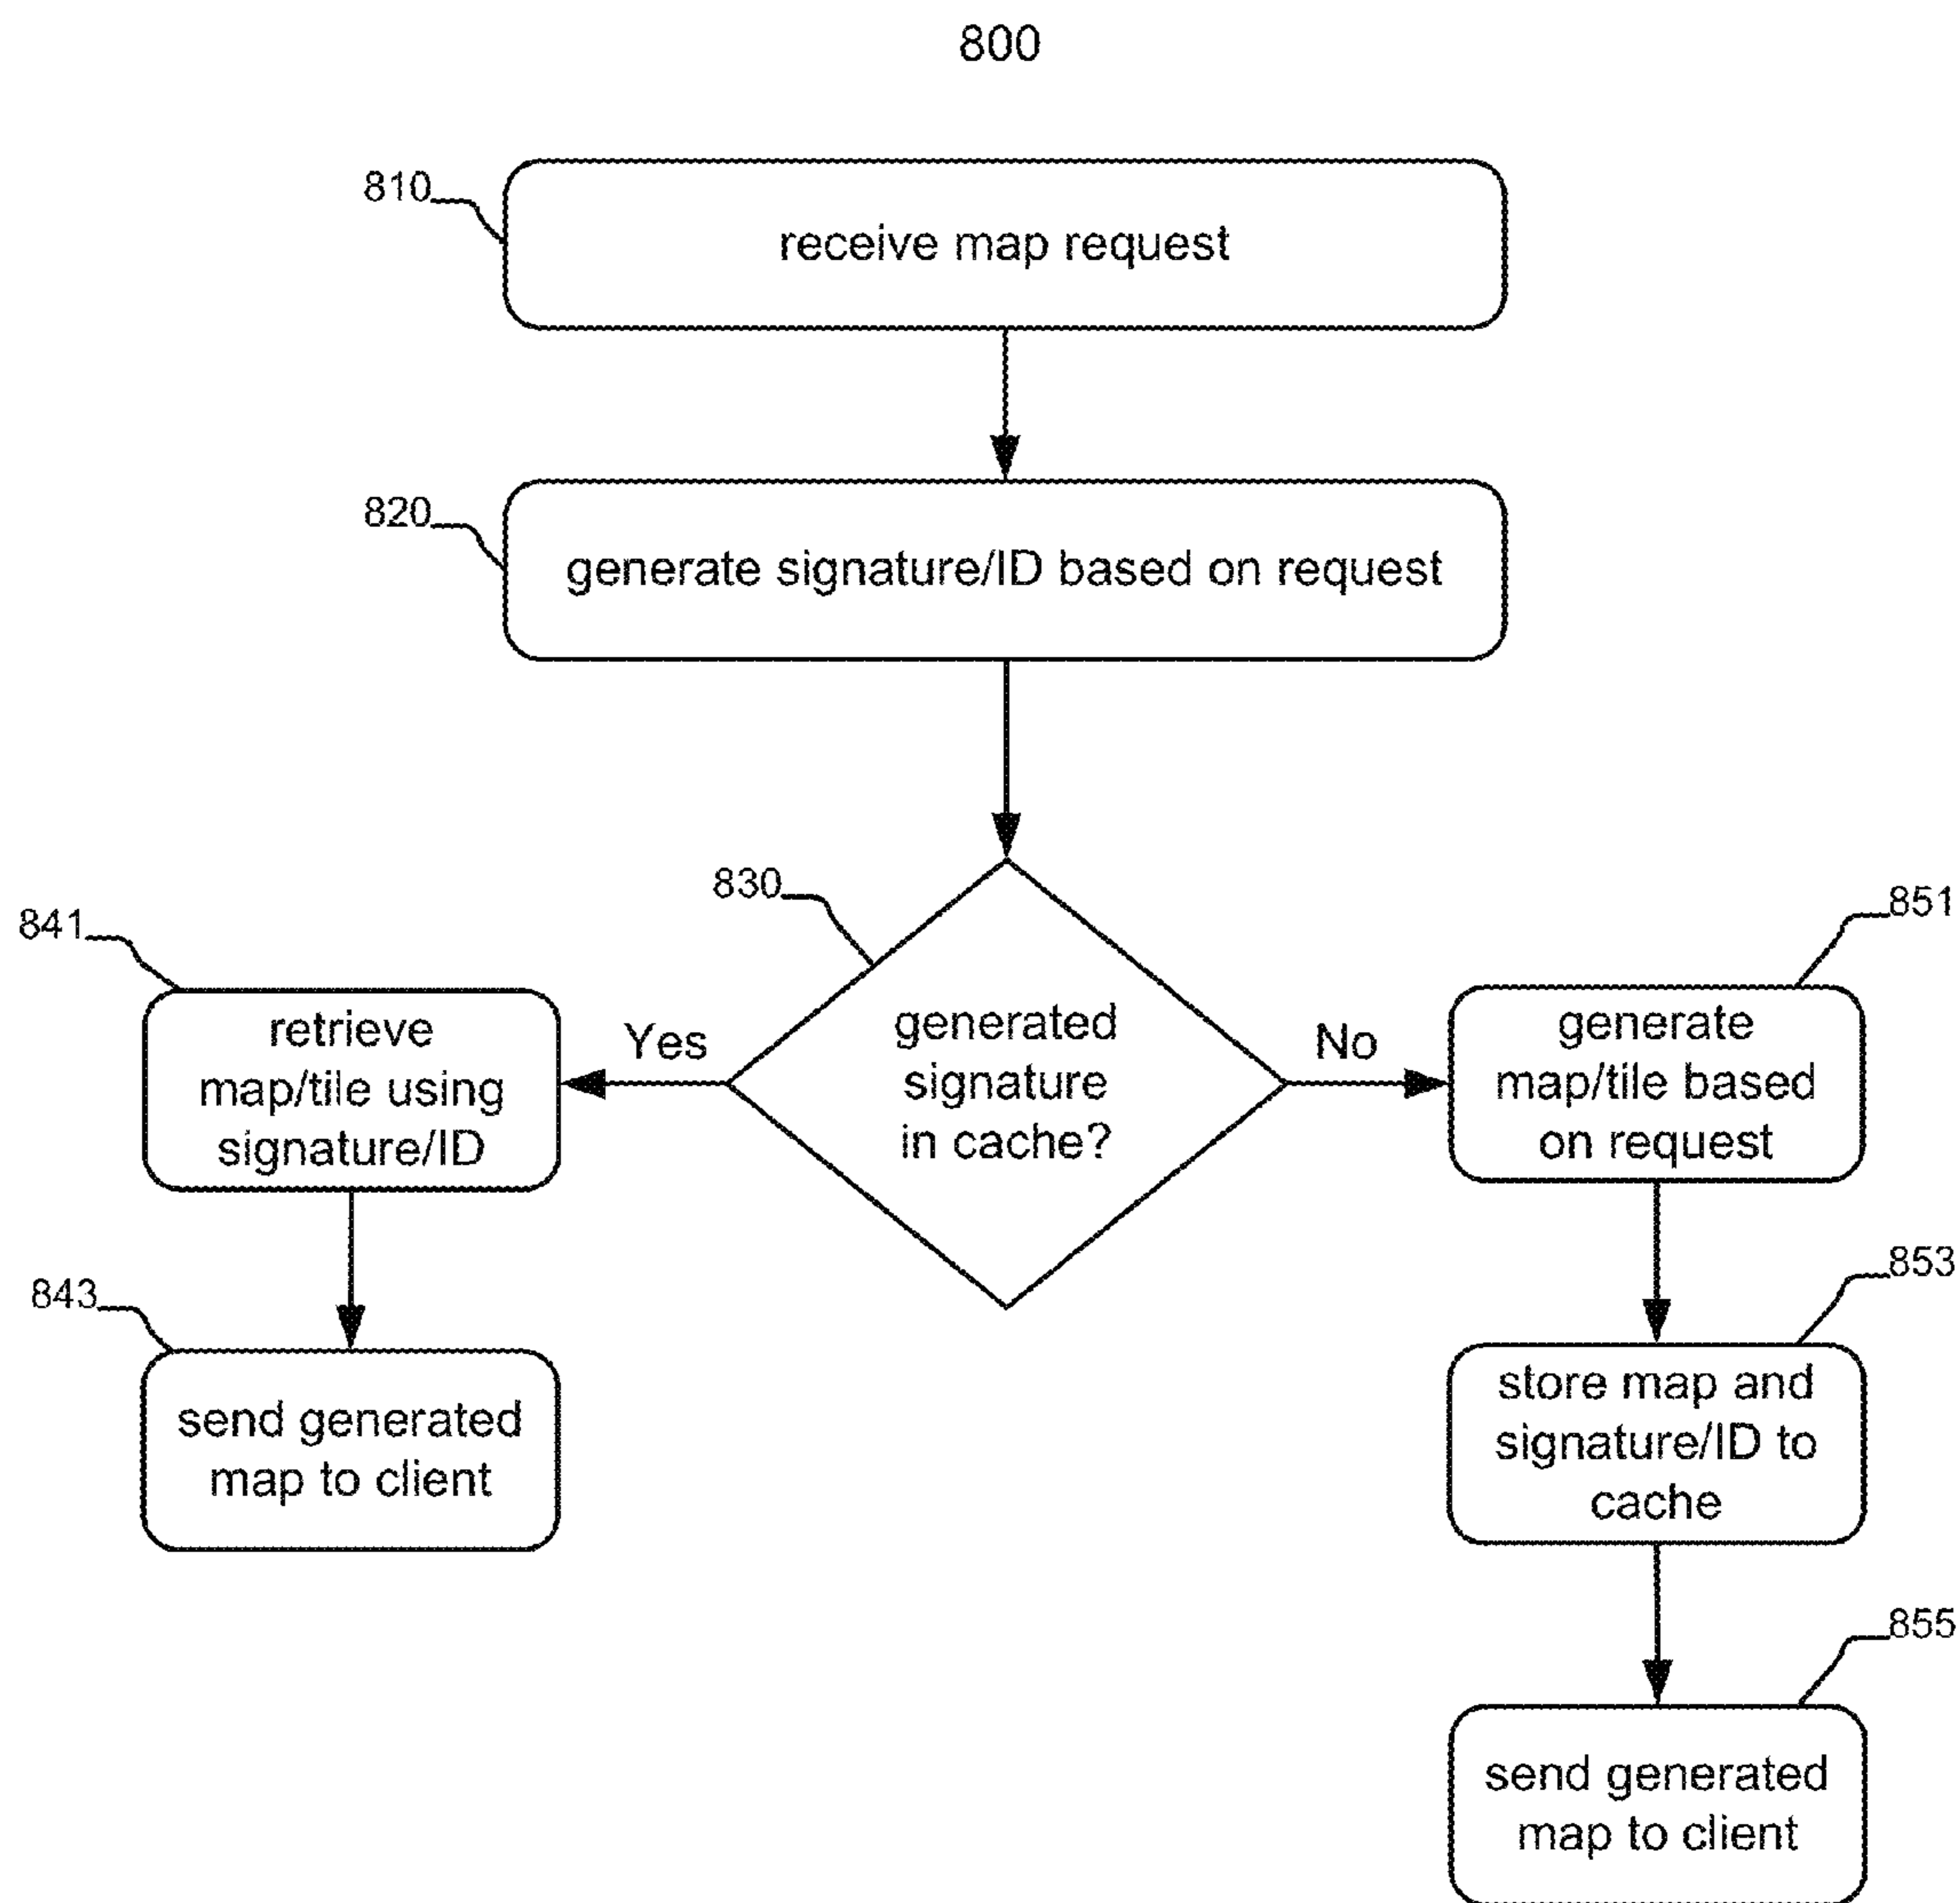 800
810
receive map request
820
generate signature/ID based on request
830
841
851
retrieve
map/tile using
signature/ID
Yes
generated
signature
in cache?
No
generate
map/tile based
on request
843
853
send generated
map to client
store map and
signature/ID to
cache
855
send generated
map to client